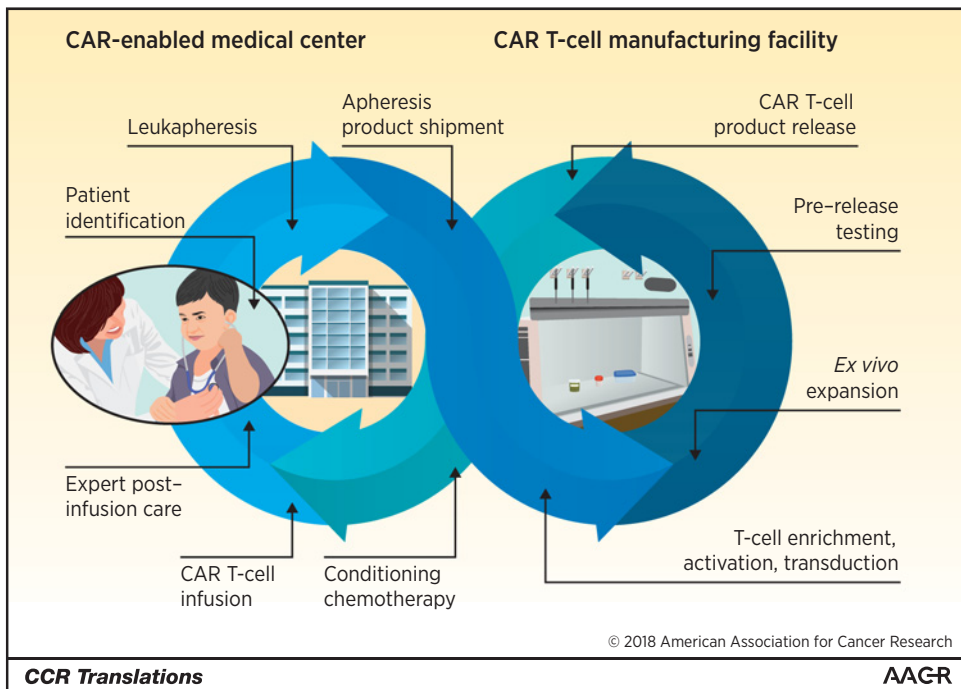 CAR-enabled medical center
CAR T-cell manufacturing facility
Leukapheresis
Apheresis
product shipment
CAR T-cell
product release
Patient
identification
Pre–release
testing
Ex vivo
expansion
Expert post–
infusion care
CAR T-cell
infusion
Conditioning
chemotherapy
T-cell enrichment,
activation, transduction
© 2018 American Association for Cancer Research
CCR Translations
AACR